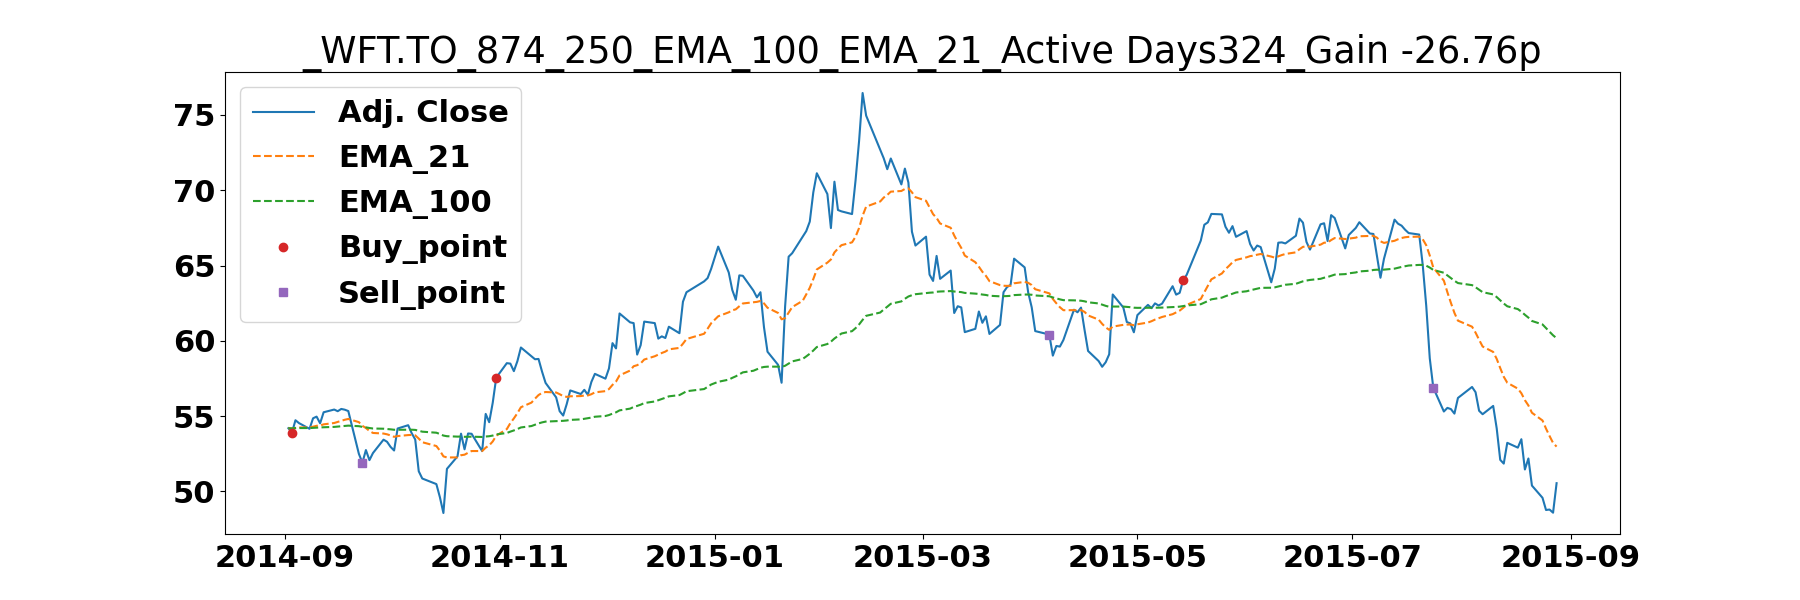 _WFT.TO_874_250_EMA_100_EMA_21_Active Days324_Gain -26.76p
75
70
65
60
55
50
Adj. Close
EMA_21
EMA_100
Buy_point
Sell_point
2014-09 2014-11 2015-01 2015-03 2015-05 2015-07 2015-09